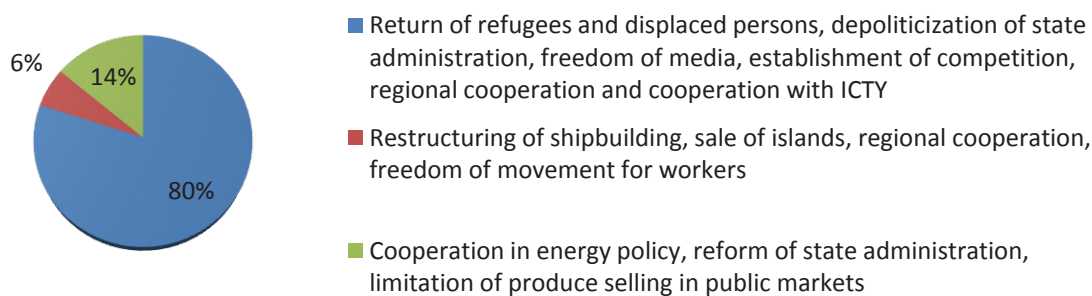 6%
14%
80%
Return of refugees and displaced persons, depoliticization of state
administration, freedom of media, establishment of competition,
regional cooperation and cooperation with ICTY
Restructuring of shipbuilding, sale of islands, regional cooperation,
freedom of movement for workers
Cooperation in energy policy, reform of state administration,
limitation of produce selling in public markets